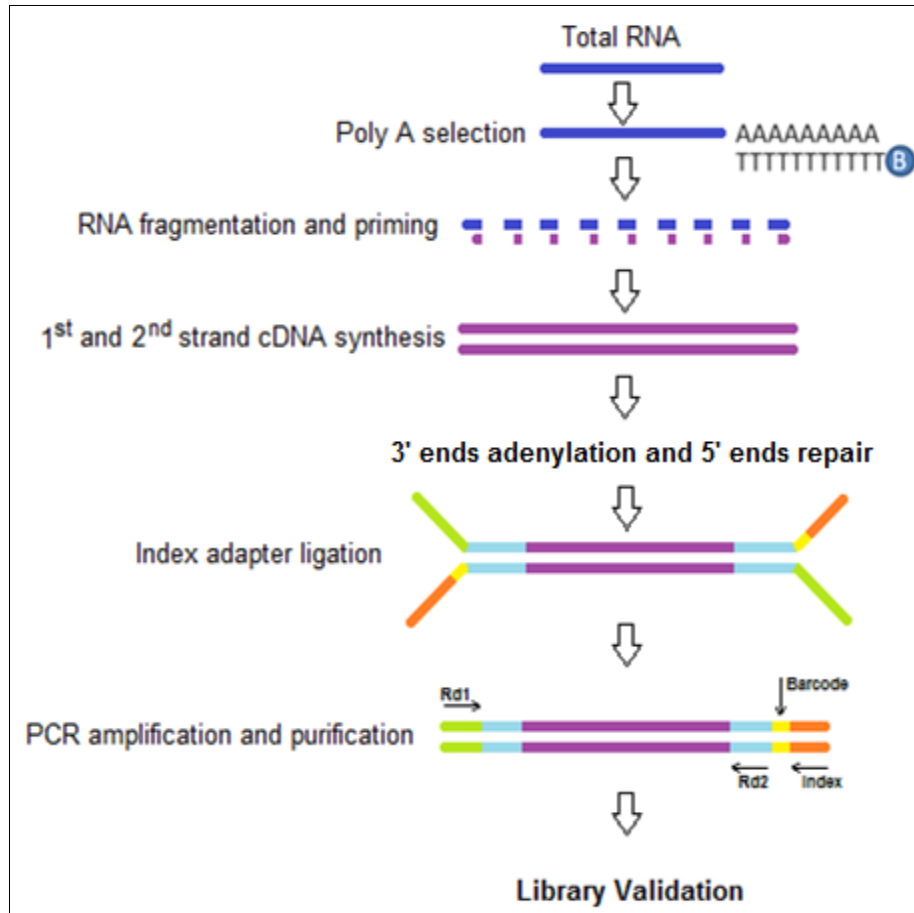 Total RNA
Poly A selection
AAAAAAAAA
TTTTTTTTTTT B
RNA fragmentation and priming
1st and 2nd strand cDNA synthesis
3' ends adenylation and 5' ends repair
Index adapter ligation
Rd1
Barcode
PCR amplification and purification
Rd2
Index
Library Validation